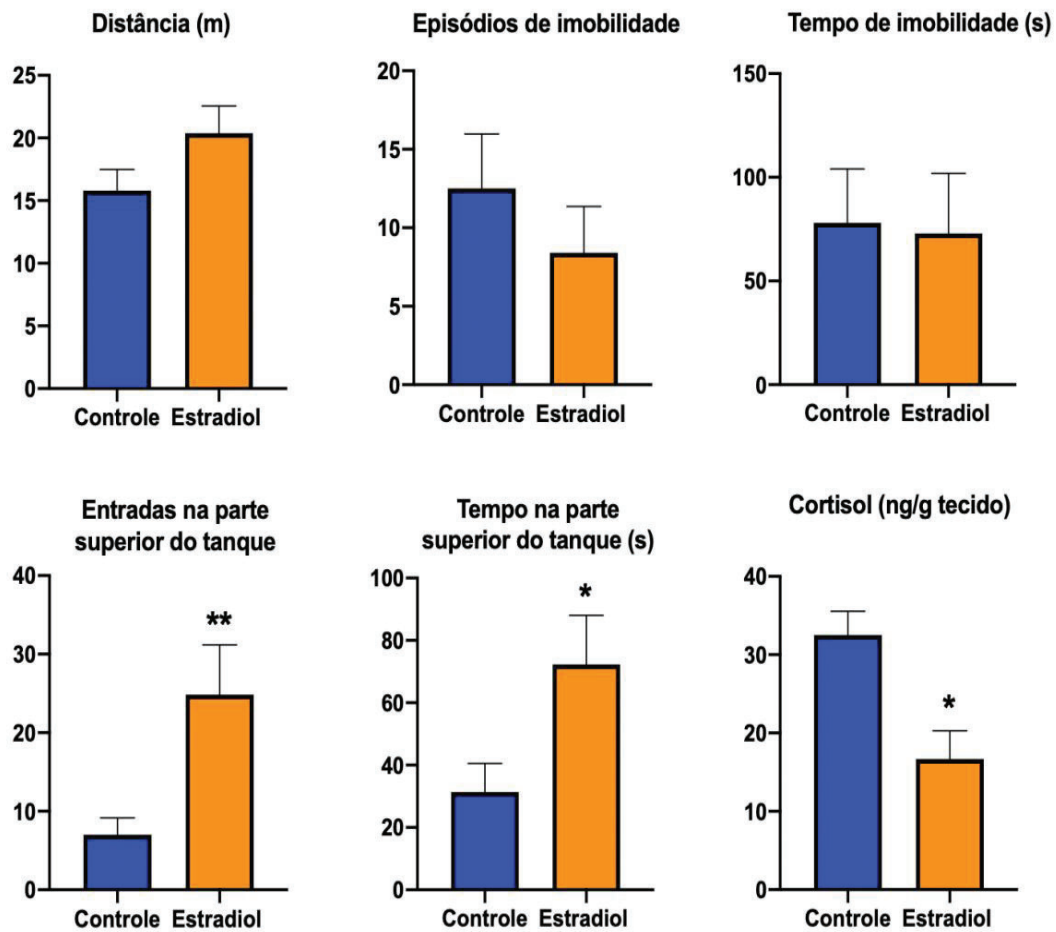 Distância (m)
25
20
15
10
5
0
Controle Estradiol
Episódios de imobilidade
20
15
10
5
0
Controle Estradiol
Tempo de imobilidade (s)
150
100
50
0
Controle Estradiol
Entradas na parte
superior do tanque
40
30
20
10
0
**
Controle Estradiol
Tempo na parte
superior do tanque (s)
100
80
60
40
20
0
*
Controle Estradiol
Cortisol (ng/g tecido)
40
30
20
10
0
*
Controle Estradiol